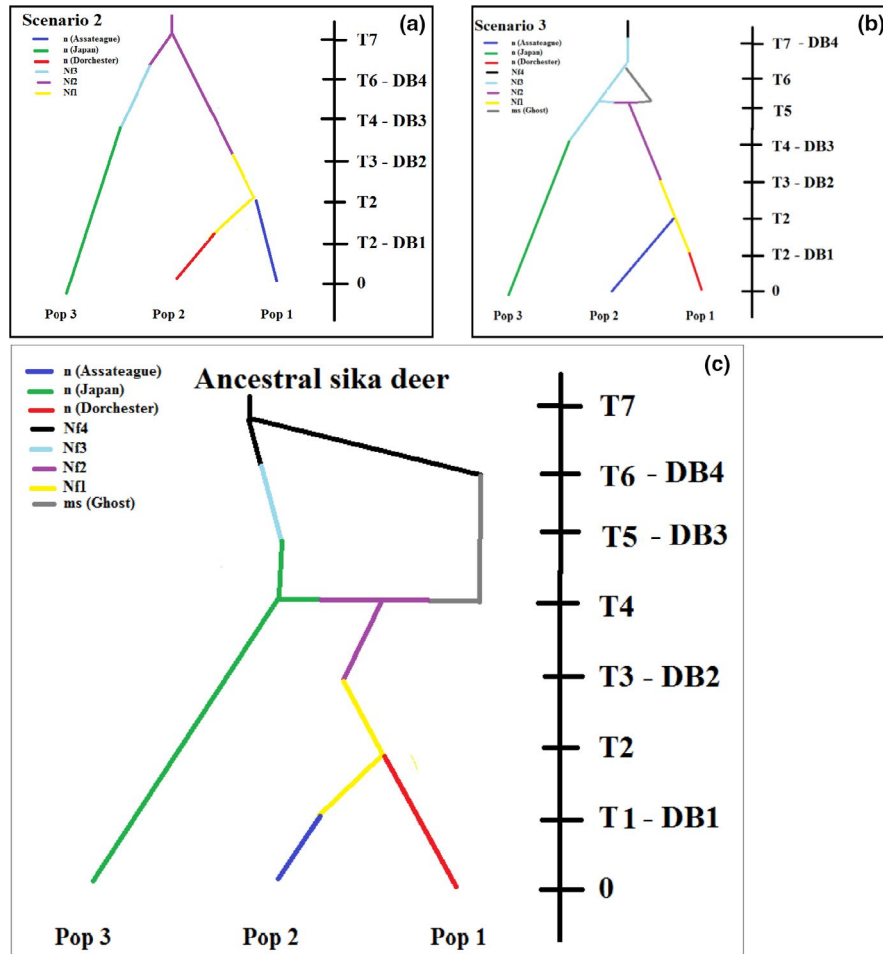 Scenario 2
(a)
n (Assateague)
n (Japan)
n (Dorchester)
Nf3
Nf2
Nf1
T7
T6 - DB4
T4 - DB3
T3 - DB2
T2
T2 - DB1
0
Pop 3
Pop 2
Pop 1
Scenario 3
(b)
n (Assateague)
n (Japan)
n (Dorchester)
Nf4
Nf3
Nf2
Nf1
ms (Ghost)
T7 - DB4
T6
T5
T4 - DB3
T3 - DB2
T2
T2 - DB1
0
Pop 3
Pop 2
Pop 1
(c)
Ancestral sika deer
n (Assateague)
n (Japan)
n (Dorchester)
Nf4
Nf3
Nf2
Nf1
ms (Ghost)
T7
T6 - DB4
T5 - DB3
T4
T3 - DB2
T2
T1 - DB1
0
Pop 3
Pop 2
Pop 1